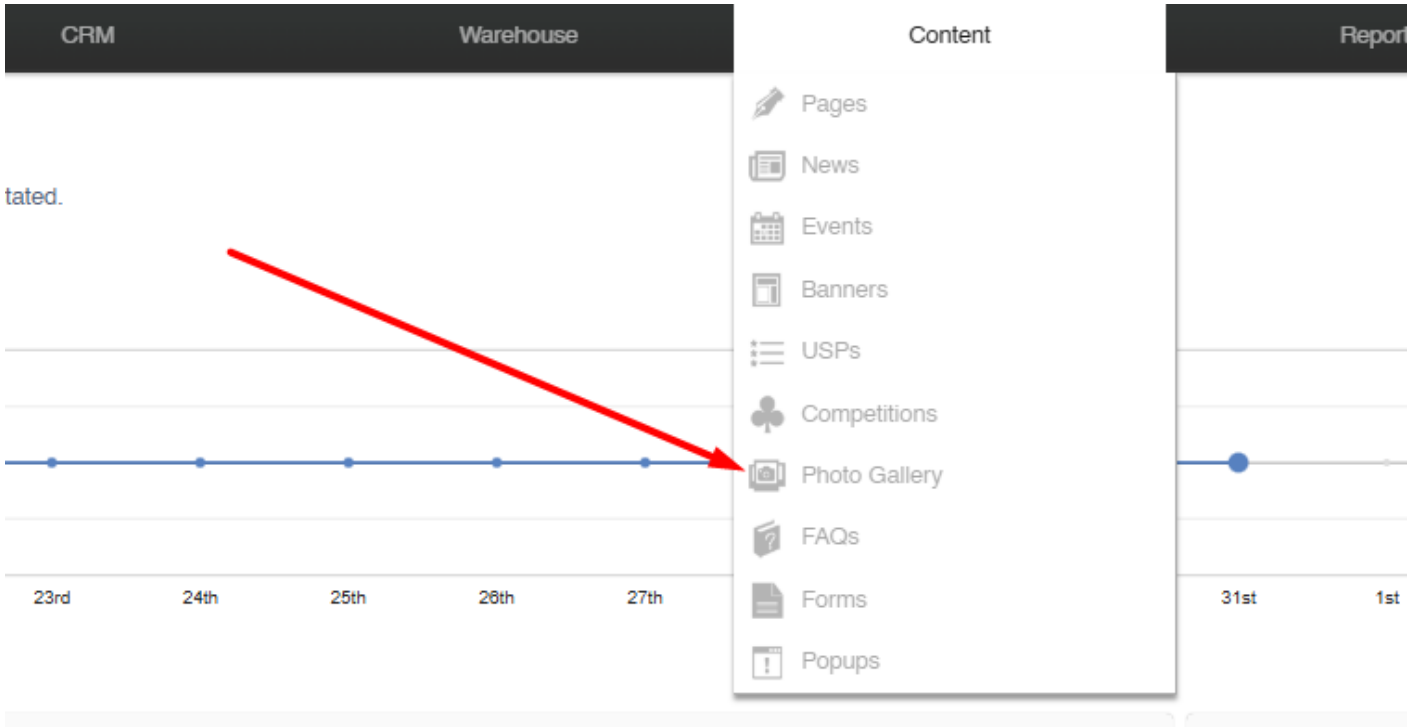 CRM Warehouse Content Report
Pages
News
tated.
Events
Banners
USPs
Competitions
Photo Gallery
FAQs
23rd 24th 25th 26th 27th 31st 1st
Forms
Popups